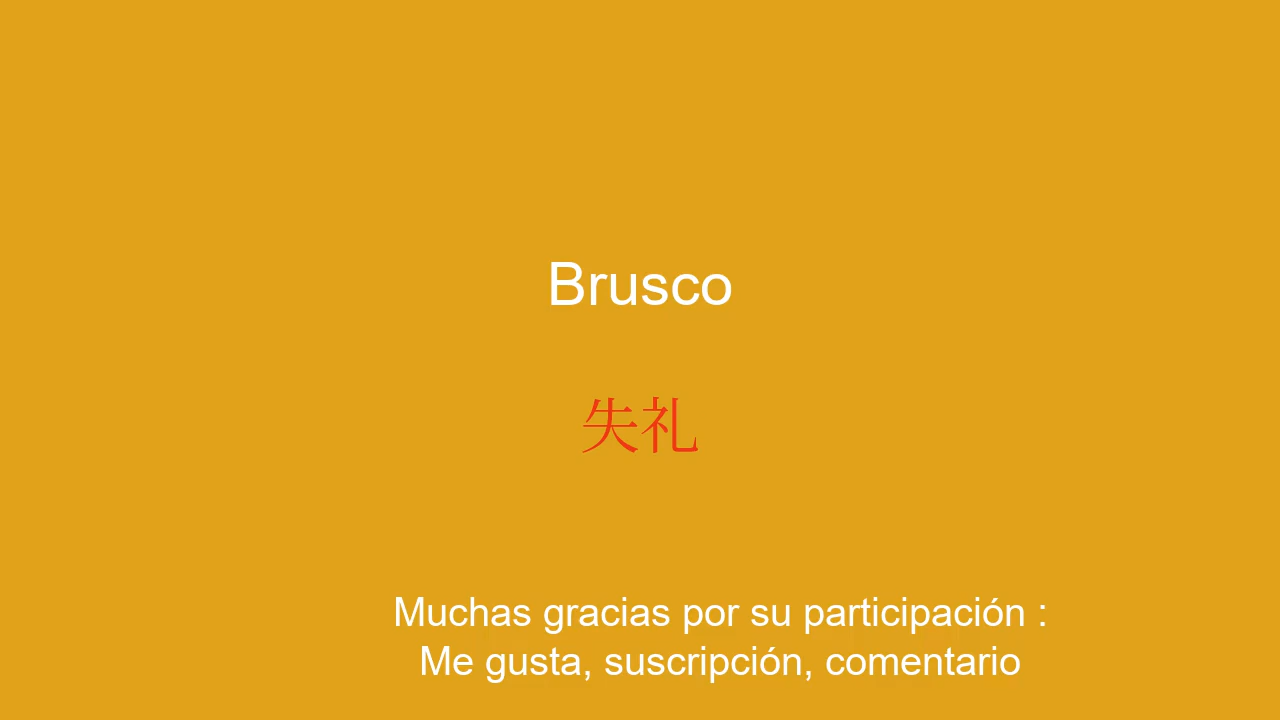 Brusco
失礼
Muchas gracias por su participación :
Me gusta, suscripción, comentario